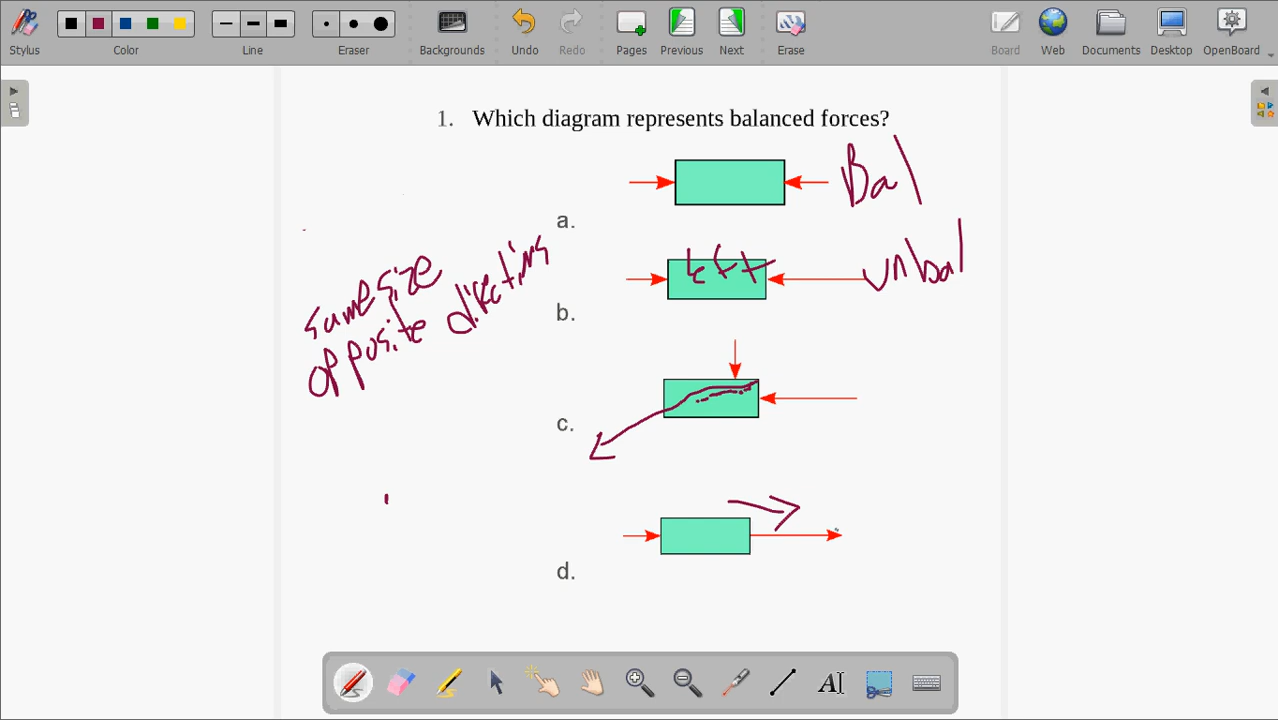 Stylus Color Line Eraser Backgrounds Undo Redo Pages Previous Next Erase Board Web Documents Desktop OpenBoard
1. Which diagram represents balanced forces?
Bal
a.
left
unbal
b.
same size
opposite directions
c.
d.